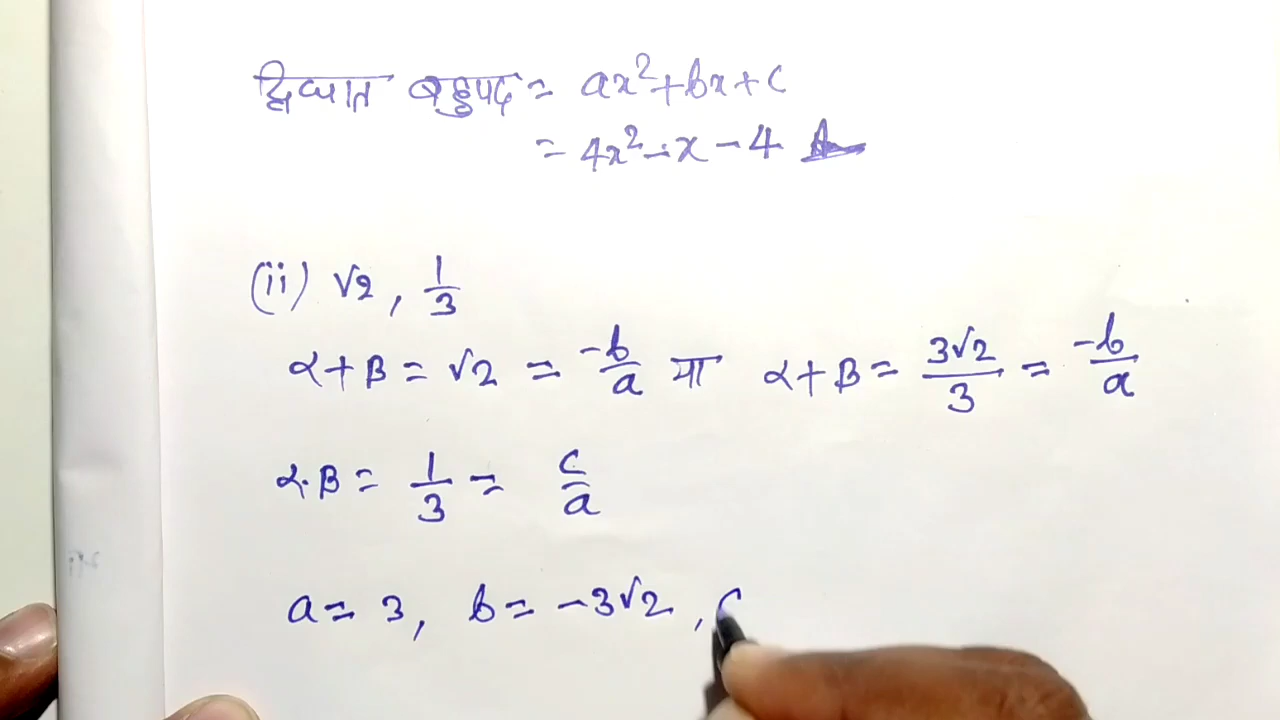 द्विघात बहुपद = ax²+bx+c
= 4x²-x-4
(ii) √2, 1/3
α+β = √2 = -b/a या α+β = 3√2/3 = -b/a
α.β = 1/3 = c/a
a = 3, b = -3√2, c